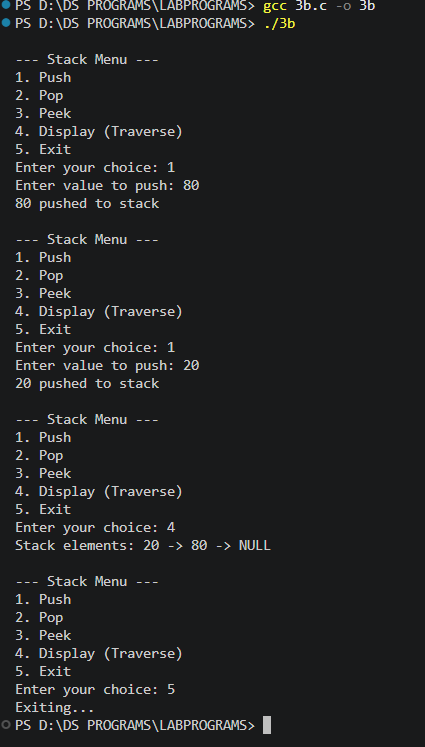 PS D:\DS PROGRAMS\LABPROGRAMS> gcc 3b.c -o 3b
PS D:\DS PROGRAMS\LABPROGRAMS> ./3b
--- Stack Menu ---
1. Push
2. Pop
3. Peek
4. Display (Traverse)
5. Exit
Enter your choice: 1
Enter value to push: 80
80 pushed to stack
--- Stack Menu ---
1. Push
2. Pop
3. Peek
4. Display (Traverse)
5. Exit
Enter your choice: 1
Enter value to push: 20
20 pushed to stack
--- Stack Menu ---
1. Push
2. Pop
3. Peek
4. Display (Traverse)
5. Exit
Enter your choice: 4
Stack elements: 20 -> 80 -> NULL
--- Stack Menu ---
1. Push
2. Pop
3. Peek
4. Display (Traverse)
5. Exit
Enter your choice: 5
Exiting...
PS D:\DS PROGRAMS\LABPROGRAMS>